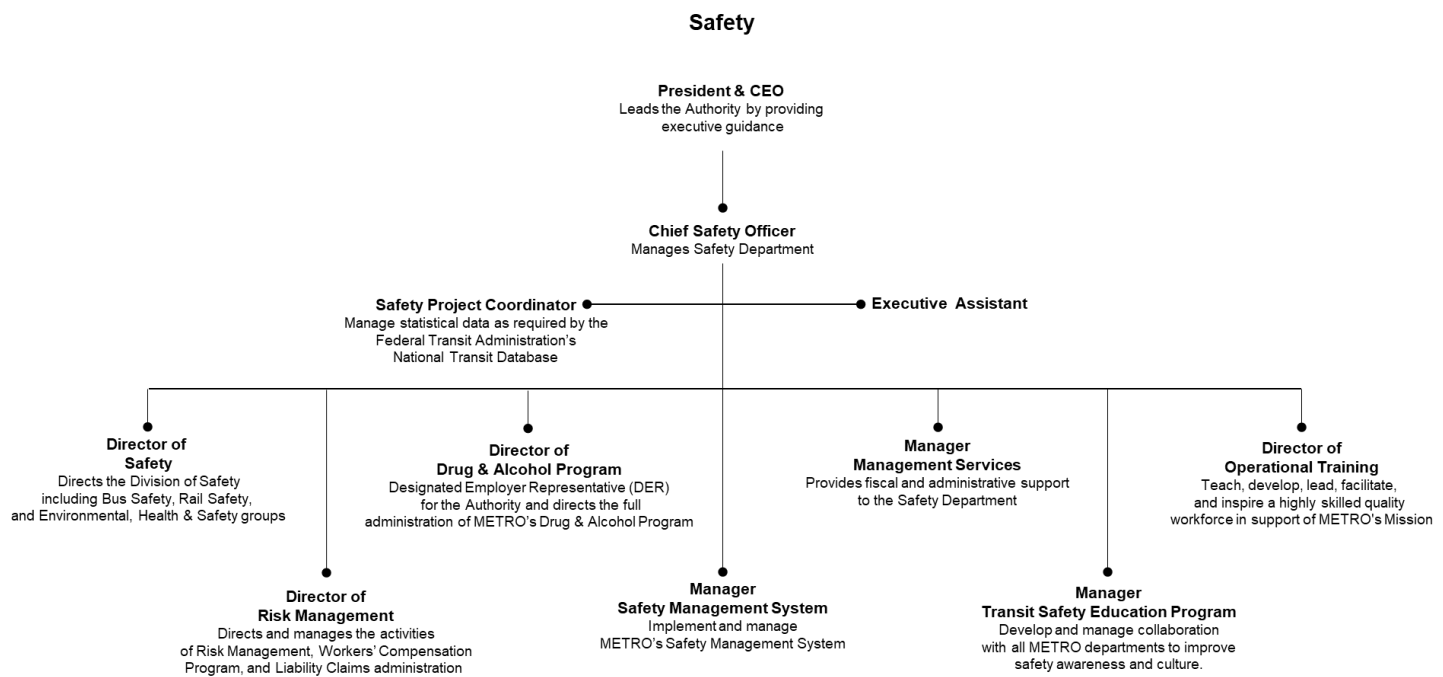 Safety
President & CEO
Leads the Authority by providing
executive guidance
Chief Safety Officer
Manages Safety Department
Safety Project Coordinator
Manage statistical data as required by the
Federal Transit Administration's
National Transit Database
Executive Assistant
Director of
Safety
Directs the Division of Safety
including Bus Safety, Rail Safety,
and Environmental, Health & Safety groups
Director of
Drug & Alcohol Program
Designated Employer Representative (DER)
for the Authority and directs the full
administration of METRO's Drug & Alcohol Program
Manager
Management Services
Provides fiscal and administrative support
to the Safety Department
Director of
Operational Training
Teach, develop, lead, facilitate,
and inspire a highly skilled quality
workforce in support of METRO's Mission
Director of
Risk Management
Directs and manages the activities
of Risk Management, Workers' Compensation
Program, and Liability Claims administration
Manager
Safety Management System
Implement and manage
METRO's Safety Management System
Manager
Transit Safety Education Program
Develop and manage collaboration
with all METRO departments to improve
safety awareness and culture.